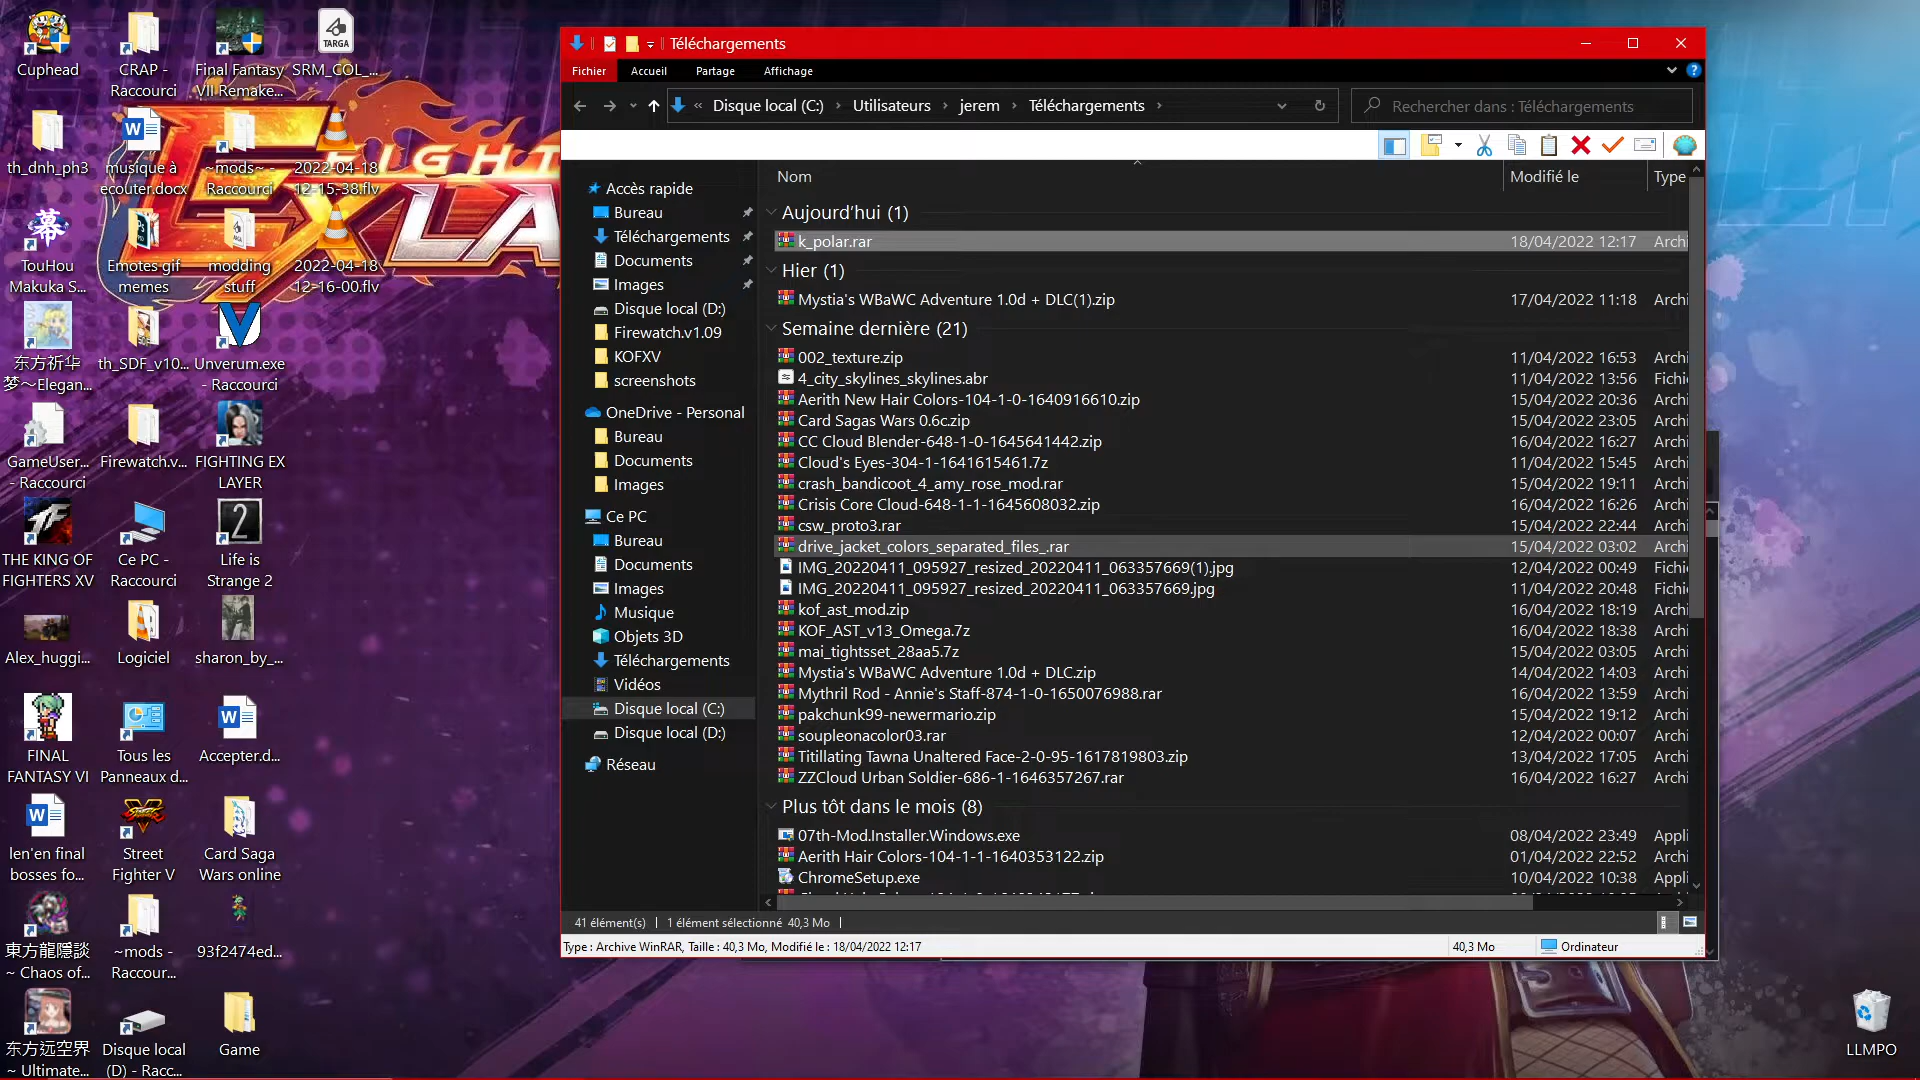 Cuphead
CRAP -
Raccourci
Final Fantasy
VII Remake...
TARGA
SRM_COL_...
th_dnh_ph3
musique à
ecouter.docx
~mods~ -
Raccourci
2022-04-18
12-15-38.flv
幕
TouHou
Makuka S...
Emotes gif
memes
modding
stuff
2022-04-18
12-16-00.flv
东方祈华
梦～Elegan...
th_SDF_v10...
Unverum.exe
- Raccourci
GameUser...
- Raccourci
Firewatch.v...
FIGHTING EX
LAYER
THE KING OF
FIGHTERS XV
Ce PC -
Raccourci
2
Life is
Strange 2
Alex_huggi...
Logiciel
sharon_by_...
FINAL
FANTASY VI
Tous les
Panneaux d...
Accepter.d...
len'en final
bosses fo...
Street
Fighter V
Card Saga
Wars online
東方龍隱談
~ Chaos of...
~mods -
Raccour...
93f2474ed...
东方远空界
~ Ultimate...
Disque local
(D) - Racc...
Game
LLMPO
EX
FIGHT
LA
Téléchargements
Fichier
Accueil
Partage
Affichage
« Disque local (C:) › Utilisateurs › jerem › Téléchargements ›
Rechercher dans : Téléchargements
Accès rapide
Bureau
Téléchargements
Documents
Images
Disque local (D:)
Firewatch.v1.09
KOFXV
screenshots
OneDrive - Personal
Bureau
Documents
Images
Ce PC
Bureau
Documents
Images
Musique
Objets 3D
Téléchargements
Vidéos
Disque local (C:)
Disque local (D:)
Réseau
Nom Modifié le Type
Aujourd'hui (1)
k_polar.rar 18/04/2022 12:17 Archi
Hier (1)
Mystia's WBaWC Adventure 1.0d + DLC(1).zip 17/04/2022 11:18 Archi
Semaine dernière (21)
002_texture.zip 11/04/2022 16:53 Archi
4_city_skylines_skylines.abr 11/04/2022 13:56 Fichi
Aerith New Hair Colors-104-1-0-1640916610.zip 15/04/2022 20:36 Archi
Card Sagas Wars 0.6c.zip 15/04/2022 23:05 Archi
CC Cloud Blender-648-1-0-1645641442.zip 16/04/2022 16:27 Archi
Cloud's Eyes-304-1-1641615461.7z 11/04/2022 15:45 Archi
crash_bandicoot_4_amy_rose_mod.rar 15/04/2022 19:11 Archi
Crisis Core Cloud-648-1-1-1645608032.zip 16/04/2022 16:26 Archi
csw_proto3.rar 15/04/2022 22:44 Archi
drive_jacket_colors_separated_files_.rar 15/04/2022 03:02 Archi
IMG_20220411_095927_resized_20220411_063357669(1).jpg 12/04/2022 00:49 Fichi
IMG_20220411_095927_resized_20220411_063357669.jpg 11/04/2022 20:48 Fichi
kof_ast_mod.zip 16/04/2022 18:19 Archi
KOF_AST_v13_Omega.7z 16/04/2022 18:38 Archi
mai_tightsset_28aa5.7z 15/04/2022 03:05 Archi
Mystia's WBaWC Adventure 1.0d + DLC.zip 14/04/2022 14:03 Archi
Mythril Rod - Annie's Staff-874-1-0-1650076988.rar 16/04/2022 13:59 Archi
pakchunk99-newermario.zip 15/04/2022 19:12 Archi
soupleonacolor03.rar 12/04/2022 00:07 Archi
Titillating Tawna Unaltered Face-2-0-95-1617819803.zip 13/04/2022 17:05 Archi
ZZCloud Urban Soldier-686-1-1646357267.rar 16/04/2022 16:27 Archi
Plus tôt dans le mois (8)
07th-Mod.Installer.Windows.exe 08/04/2022 23:49 Appli
Aerith Hair Colors-104-1-1-1640353122.zip 01/04/2022 22:52 Archi
ChromeSetup.exe 10/04/2022 10:38 Appli
41 élément(s) 1 élément sélectionné 40,3 Mo
Type : Archive WinRAR, Taille : 40,3 Mo, Modifié le : 18/04/2022 12:17 40,3 Mo Ordinateur